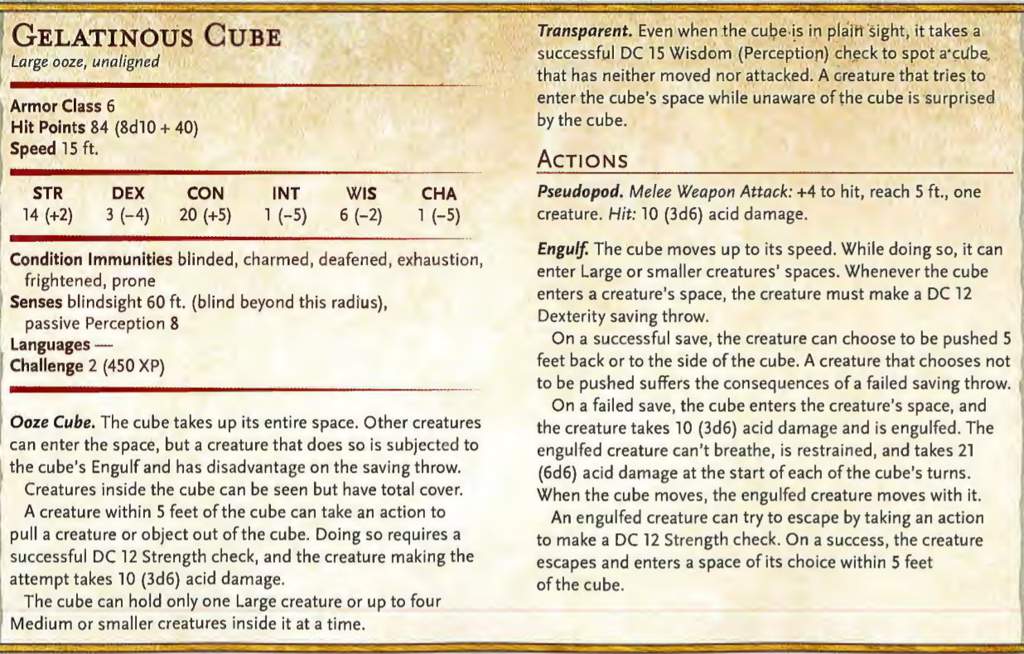 GELATINOUS CUBE
Large ooze, unaligned
Armor Class 6
Hit Points 84 (8d10 + 40)
Speed 15 ft.
STR DEX CON INT WIS CHA
14 (+2) 3 (−4) 20 (+5) 1 (−5) 6 (−2) 1 (−5)
Condition Immunities blinded, charmed, deafened, exhaustion,
frightened, prone
Senses blindsight 60 ft. (blind beyond this radius),
passive Perception 8
Languages —
Challenge 2 (450 XP)
Ooze Cube. The cube takes up its entire space. Other creatures
can enter the space, but a creature that does so is subjected to
the cube's Engulf and has disadvantage on the saving throw.
Creatures inside the cube can be seen but have total cover.
A creature within 5 feet of the cube can take an action to
pull a creature or object out of the cube. Doing so requires a
successful DC 12 Strength check, and the creature making the
attempt takes 10 (3d6) acid damage.
The cube can hold only one Large creature or up to four
Medium or smaller creatures inside it at a time.
Transparent. Even when the cube is in plain sight, it takes a
successful DC 15 Wisdom (Perception) check to spot a cube
that has neither moved nor attacked. A creature that tries to
enter the cube's space while unaware of the cube is surprised
by the cube.
ACTIONS
Pseudopod. Melee Weapon Attack: +4 to hit, reach 5 ft., one
creature. Hit: 10 (3d6) acid damage.
Engulf. The cube moves up to its speed. While doing so, it can
enter Large or smaller creatures' spaces. Whenever the cube
enters a creature's space, the creature must make a DC 12
Dexterity saving throw.
On a successful save, the creature can choose to be pushed 5
feet back or to the side of the cube. A creature that chooses not
to be pushed suffers the consequences of a failed saving throw.
On a failed save, the cube enters the creature's space, and
the creature takes 10 (3d6) acid damage and is engulfed. The
engulfed creature can't breathe, is restrained, and takes 21
(6d6) acid damage at the start of each of the cube's turns.
When the cube moves, the engulfed creature moves with it.
An engulfed creature can try to escape by taking an action
to make a DC 12 Strength check. On a success, the creature
escapes and enters a space of its choice within 5 feet
of the cube.